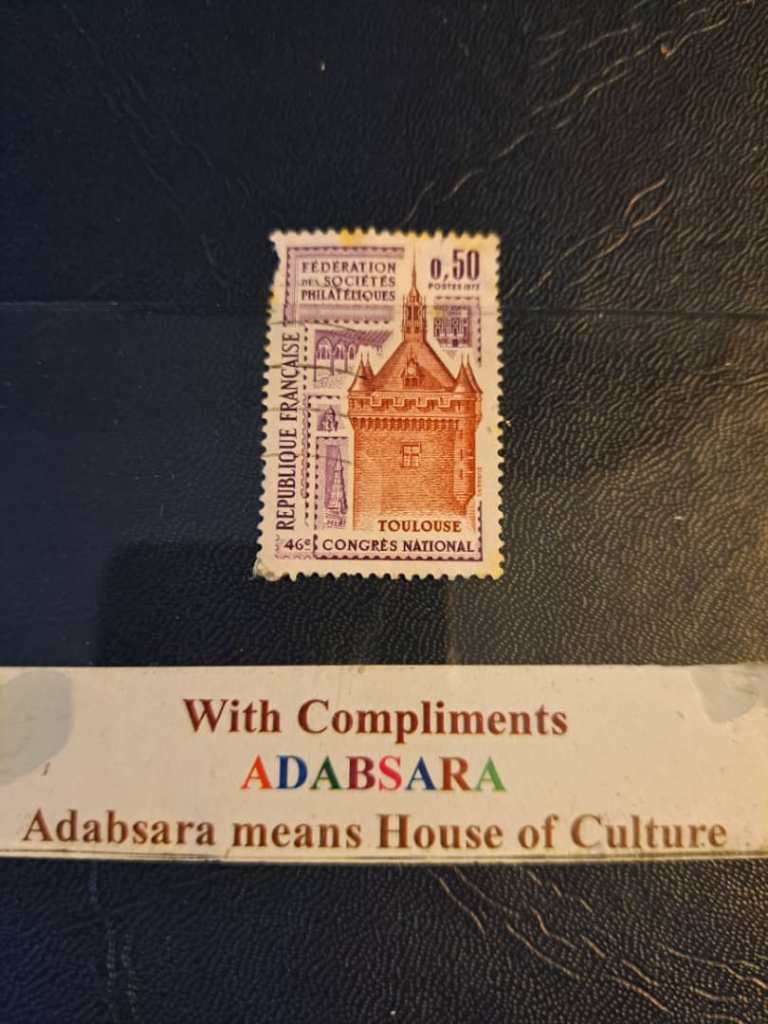 FÉDÉRATION
DES SOCIÉTÉS
PHILATÉLIQUES
0,50
POSTES 1973
REPUBLIQUE FRANÇAISE
TOULOUSE
46e CONGRÈS NATIONAL
With Compliments
ADABSARA
Adabsara means House of Culture